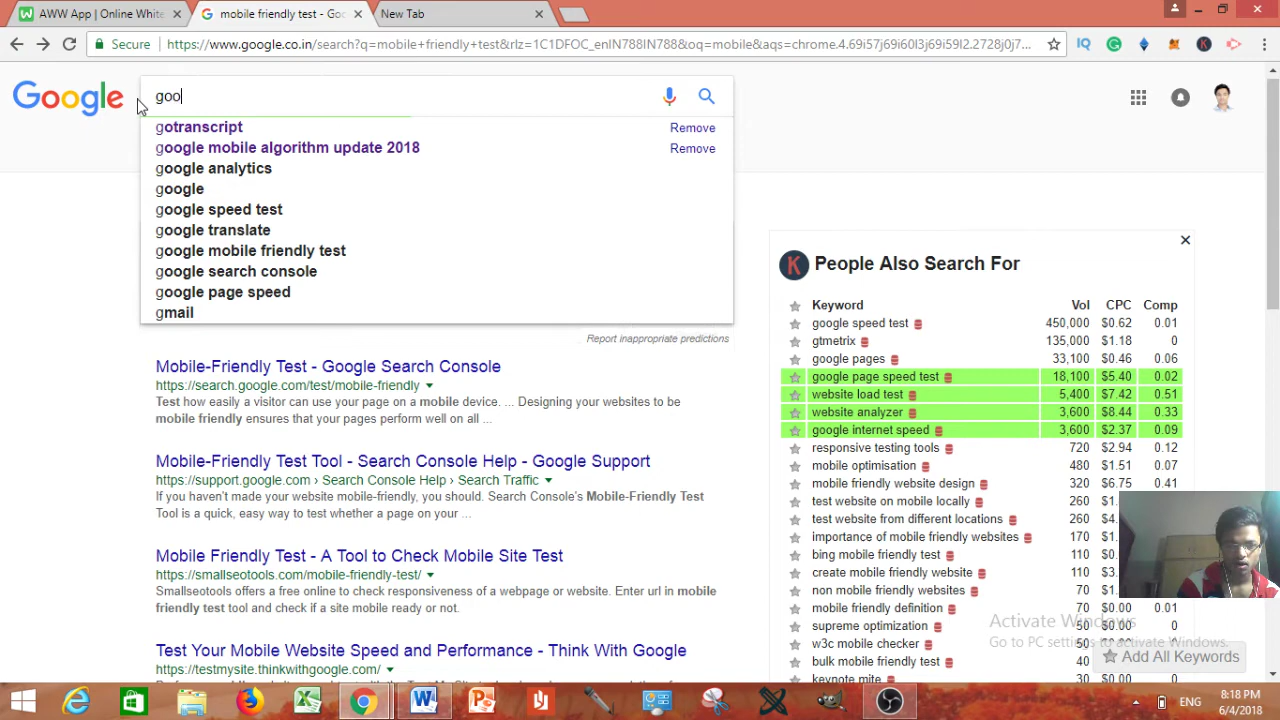 AWW App | Online White
mobile friendly test - Goo
New Tab
Secure
https://www.google.co.in/search?q=mobile+friendly+test&rlz=1C1DFOC_enIN788IN788&oq=mobile&aqs=chrome.4.69i57j69i60l3j69i59l2.2728j0j7...
Google
goo
gotranscript
Remove
google mobile algorithm update 2018
Remove
google analytics
google
google speed test
google translate
google mobile friendly test
google search console
google page speed
gmail
Report inappropriate predictions
Mobile-Friendly Test - Google Search Console
https://search.google.com/test/mobile-friendly
Test how easily a visitor can use your page on a mobile device. ... Designing your websites to be
mobile friendly ensures that your pages perform well on all ...
Mobile-Friendly Test Tool - Search Console Help - Google Support
https://support.google.com › Search Console Help › Search Traffic
If you haven't made your website mobile-friendly, you should. Search Console's Mobile-Friendly Test
Tool is a quick, easy way to test whether a page on your ...
Mobile Friendly Test - A Tool to Check Mobile Site Test
https://smallseotools.com/mobile-friendly-test/
Smallseotools offers a free online to check responsiveness of a webpage or website. Enter url in mobile
friendly test tool and check if a site mobile ready or not.
Test Your Mobile Website Speed and Performance - Think With Google
https://testmysite.thinkwithgoogle.com/
K People Also Search For
Keyword Vol CPC Comp
google speed test 450,000 $0.62 0.01
gtmetrix 135,000 $1.18 0
google pages 33,100 $0.46 0.06
google page speed test 18,100 $5.40 0.02
website load test 5,400 $7.42 0.51
website analyzer 3,600 $8.44 0.33
google internet speed 3,600 $2.37 0.09
responsive testing tools 720 $2.94 0.12
mobile optimisation 480 $1.51 0.07
mobile friendly website design 320 $6.75 0.41
test website on mobile locally 260 $1.
test website from different locations 260 $4.
importance of mobile friendly websites 170 $1.
bing mobile friendly test 110 $0.
create mobile friendly website 110 $3.
non mobile friendly websites 70 $1.
mobile friendly definition 70 $0.00 0.01
supreme optimization 50 $0.00 0
w3c mobile checker 50 $0.00 0
bulk mobile friendly test 40
keynote mite 30 $0.00 0
Activate Windows
Go to PC settings to activate Windows.
Add All Keywords
ENG
8:18 PM
6/4/2018